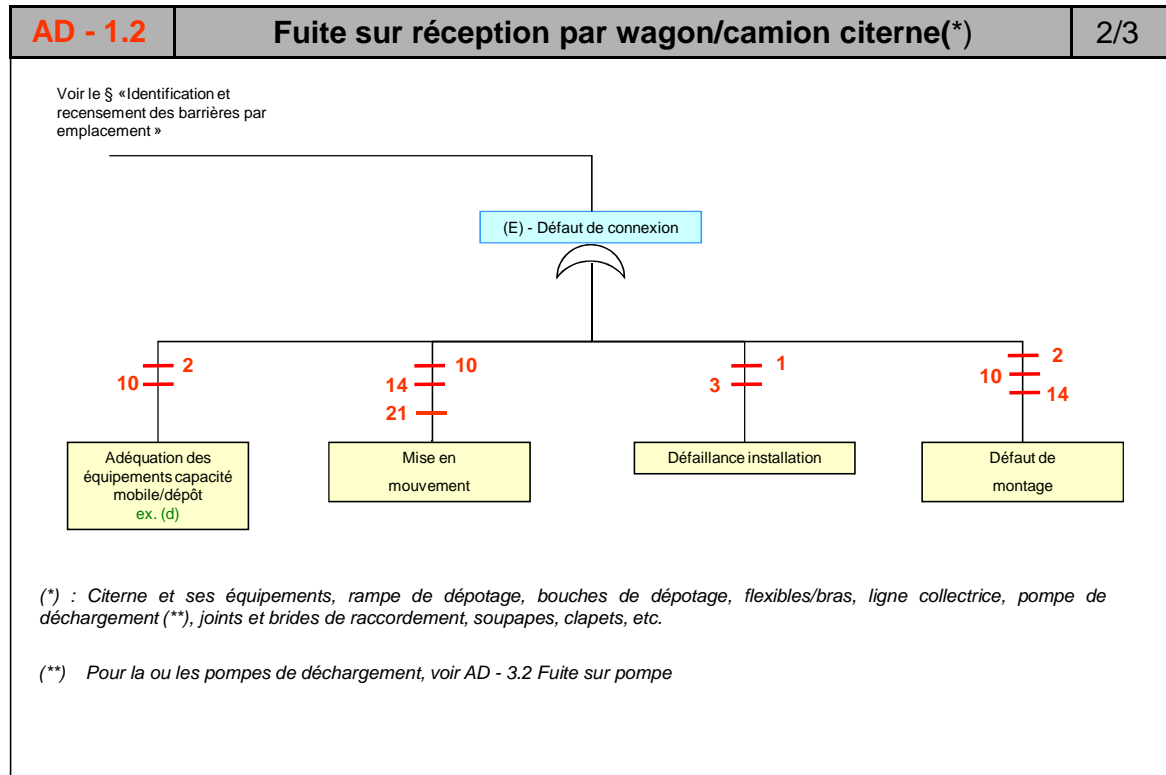 AD - 1.2
Fuite sur réception par wagon/camion citerne(*)
2/3
Voir le § «Identification et
recensement des barrières par
emplacement »
(E) - Défaut de connexion
2
10
10
14
21
1
3
2
10
14
Adéquation des
équipements capacité
mobile/dépôt
ex. (d)
Mise en
mouvement
Défaillance installation
Défaut de
montage
(*) : Citerne et ses équipements, rampe de dépotage, bouches de dépotage, flexibles/bras, ligne collectrice, pompe de
déchargement (**), joints et brides de raccordement, soupapes, clapets, etc.
(**) Pour la ou les pompes de déchargement, voir AD - 3.2 Fuite sur pompe